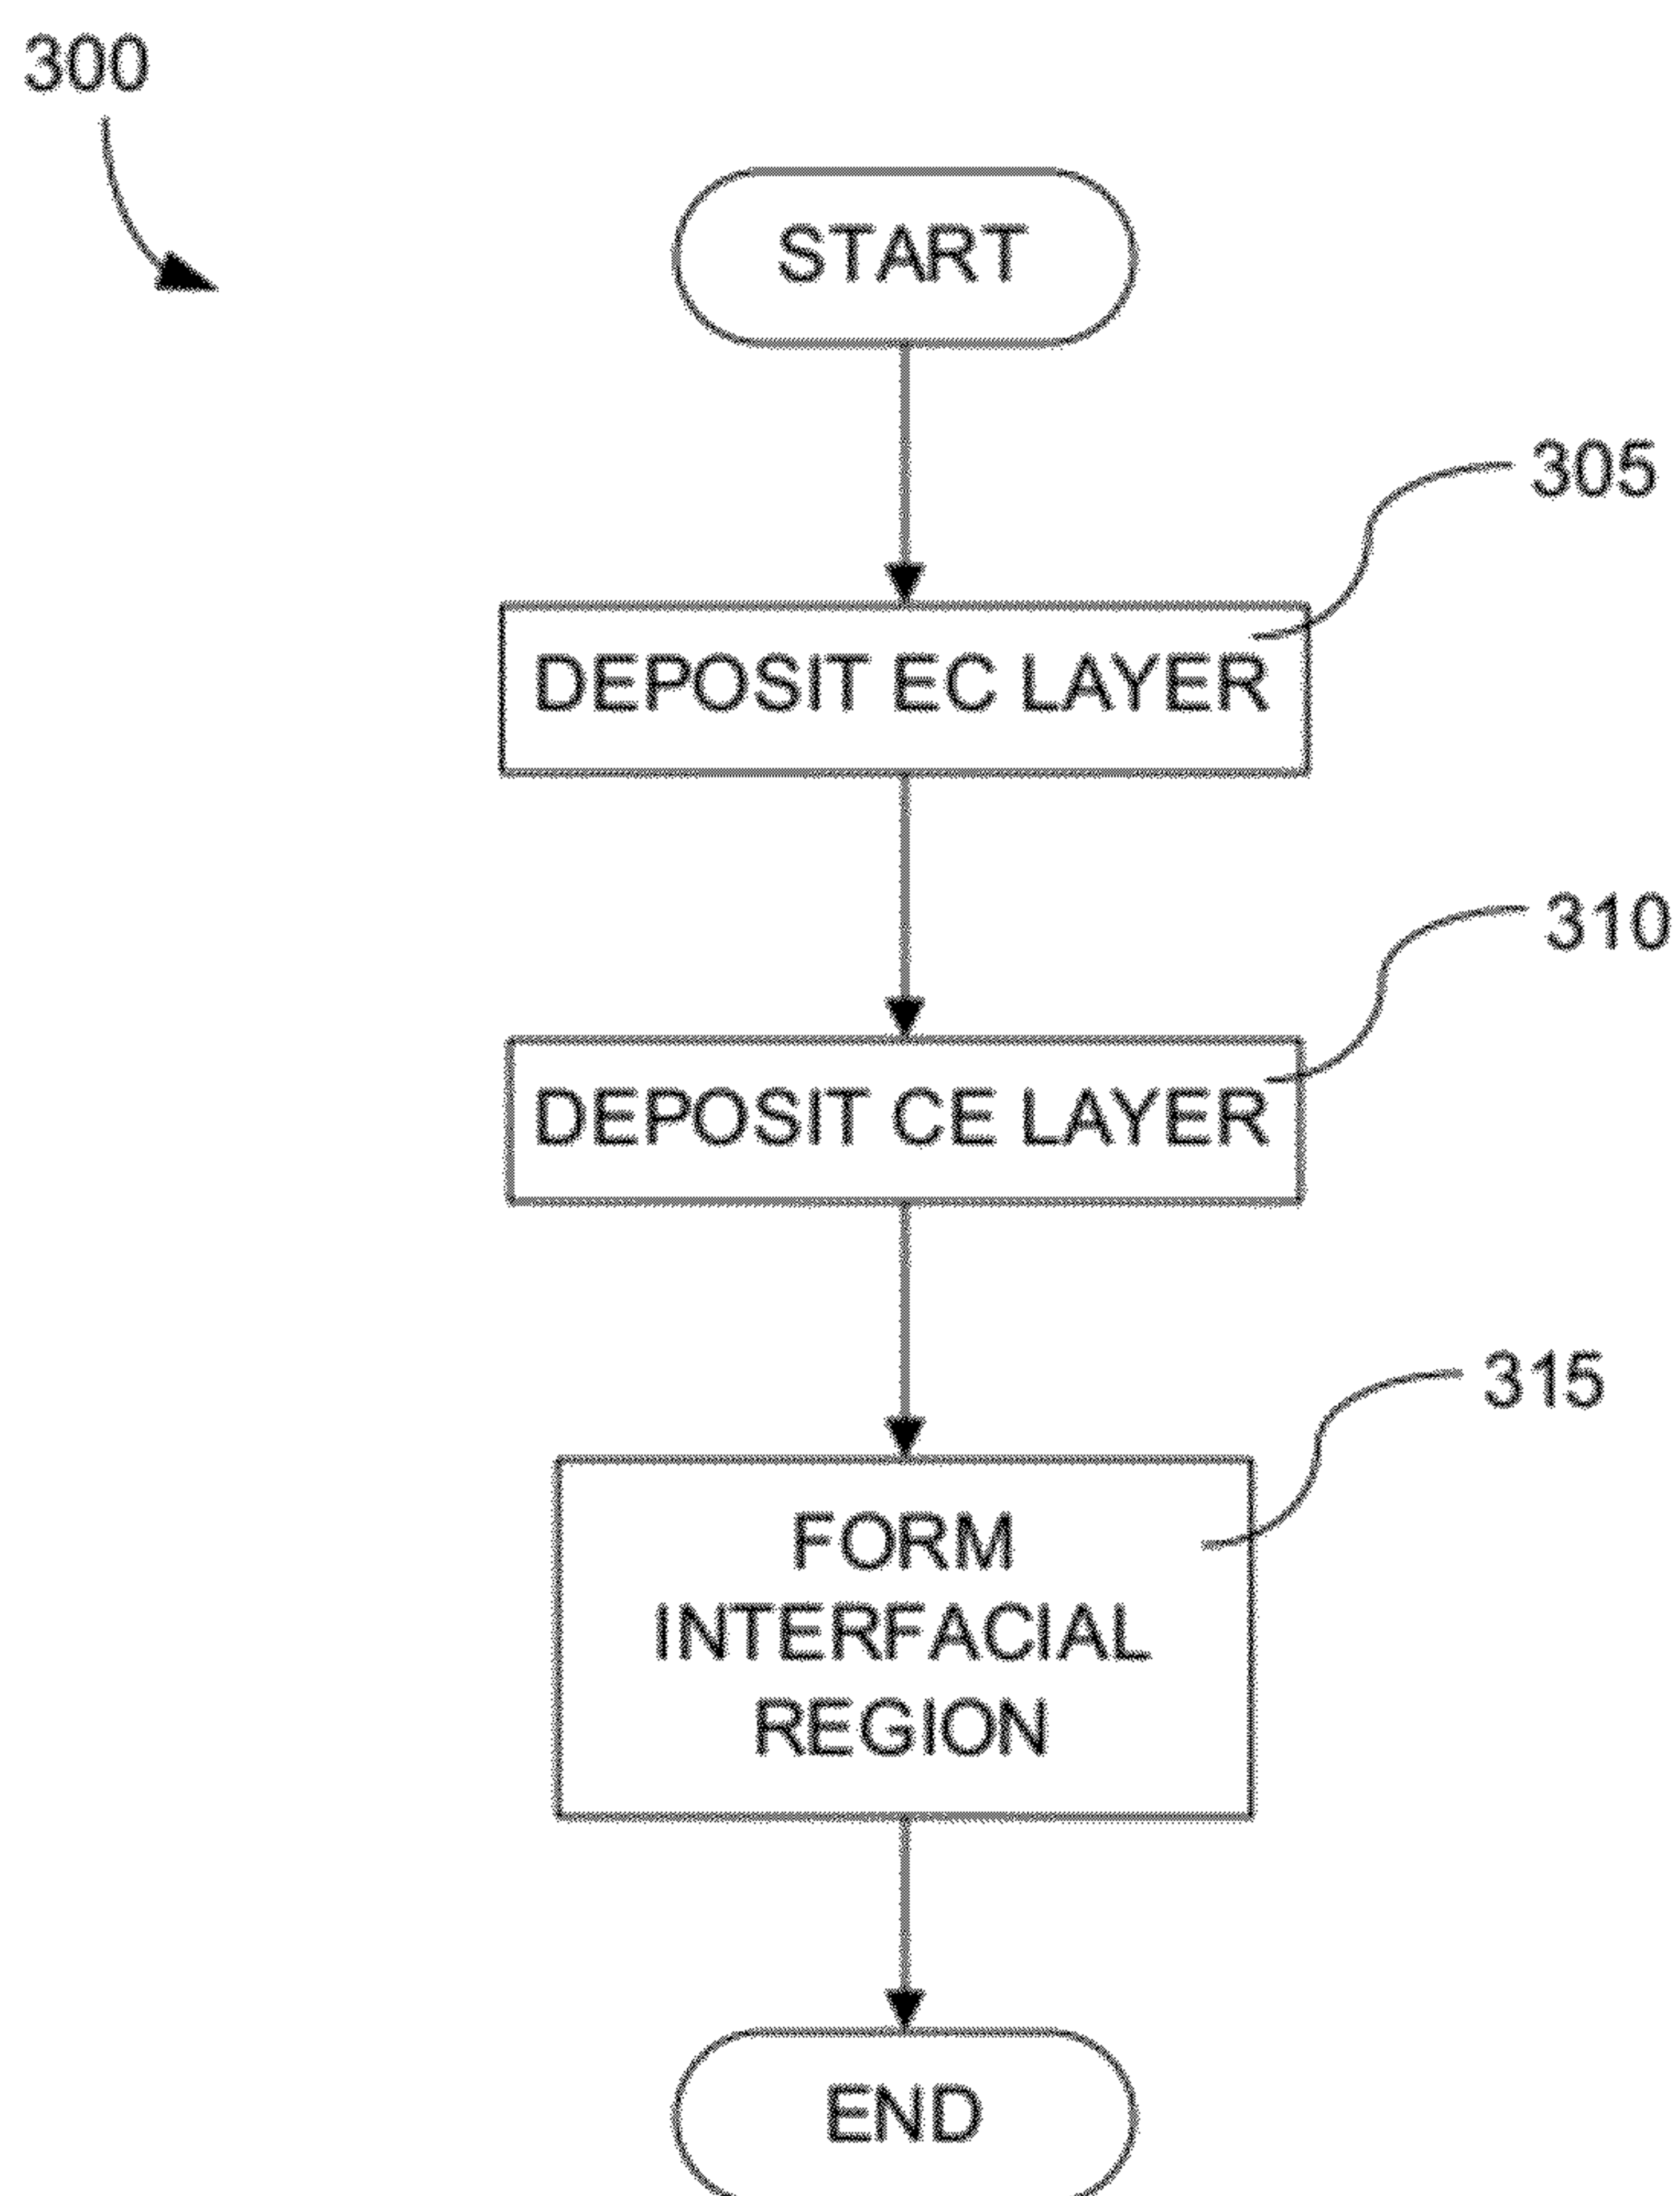 300
START
305
DEPOSIT EC LAYER
310
DEPOSIT CE LAYER
315
FORM
INTERFACIAL
REGION
END